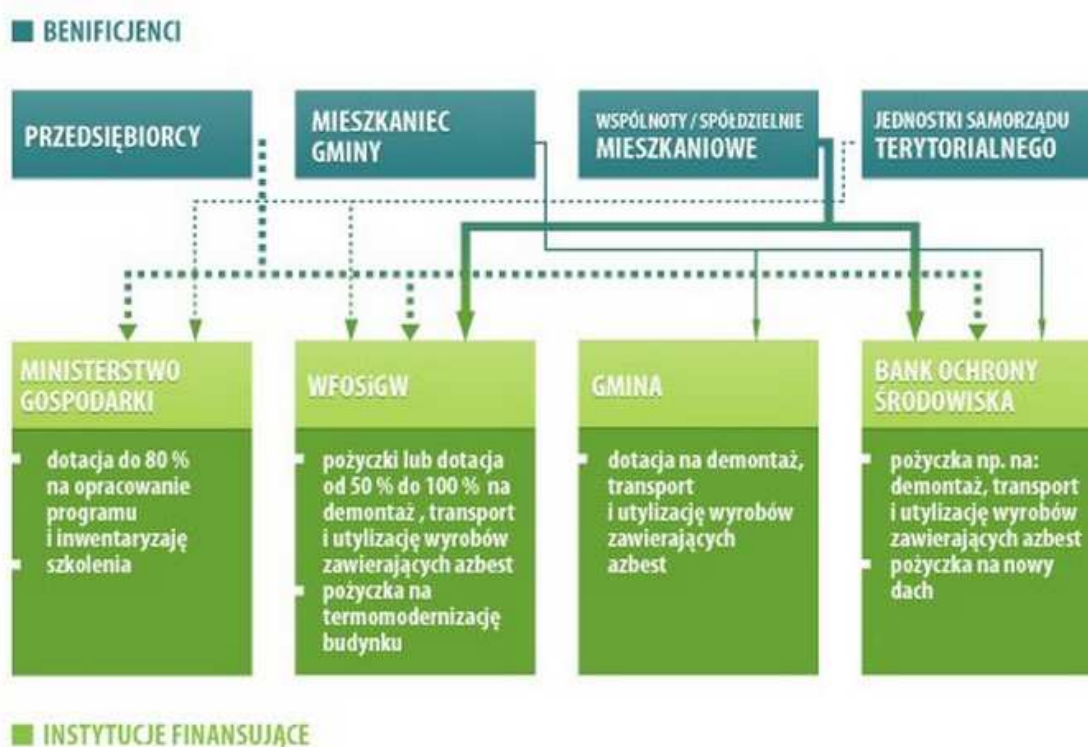 BENIFICJENCI
PRZEDSIĘBIORCY
MIESZKANIEC
GMINY
WSPÓLNOTY / SPÓŁDZIELNIE
MIESZKANIOWE
JEDNOSTKI SAMORZĄDU
TERYTORIALNEGO
MINISTERSTWO
GOSPODARKI
dotacja do 80 %
na opracowanie
programu
i inwentaryzaję
szkolenia
WFOSiGW
pożyczki lub dotacja
od 50 % do 100 % na
demontaż , transport
i utylizację wyrobów
zawierających azbest
pożyczka na
termomodernizację
budynku
GMINA
dotacja na demontaż,
transport
i utylizację wyrobów
zawierających
azbest
BANK OCHRONY
ŚRODOWISKA
pożyczka np. na:
demontaż, transport
i utylizację wyrobów
zawierających azbest
pożyczka na nowy
dach
INSTYTUCJE FINANSUJĄCE